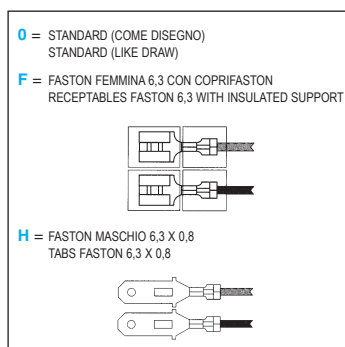 0 = STANDARD (COME DISEGNO)
STANDARD (LIKE DRAW)
F = FASTON FEMMINA 6,3 CON COPRIFASTON
RECEPTABLES FASTON 6,3 WITH INSULATED SUPPORT
H = FASTON MASCHIO 6,3 X 0,8
TABS FASTON 6,3 X 0,8